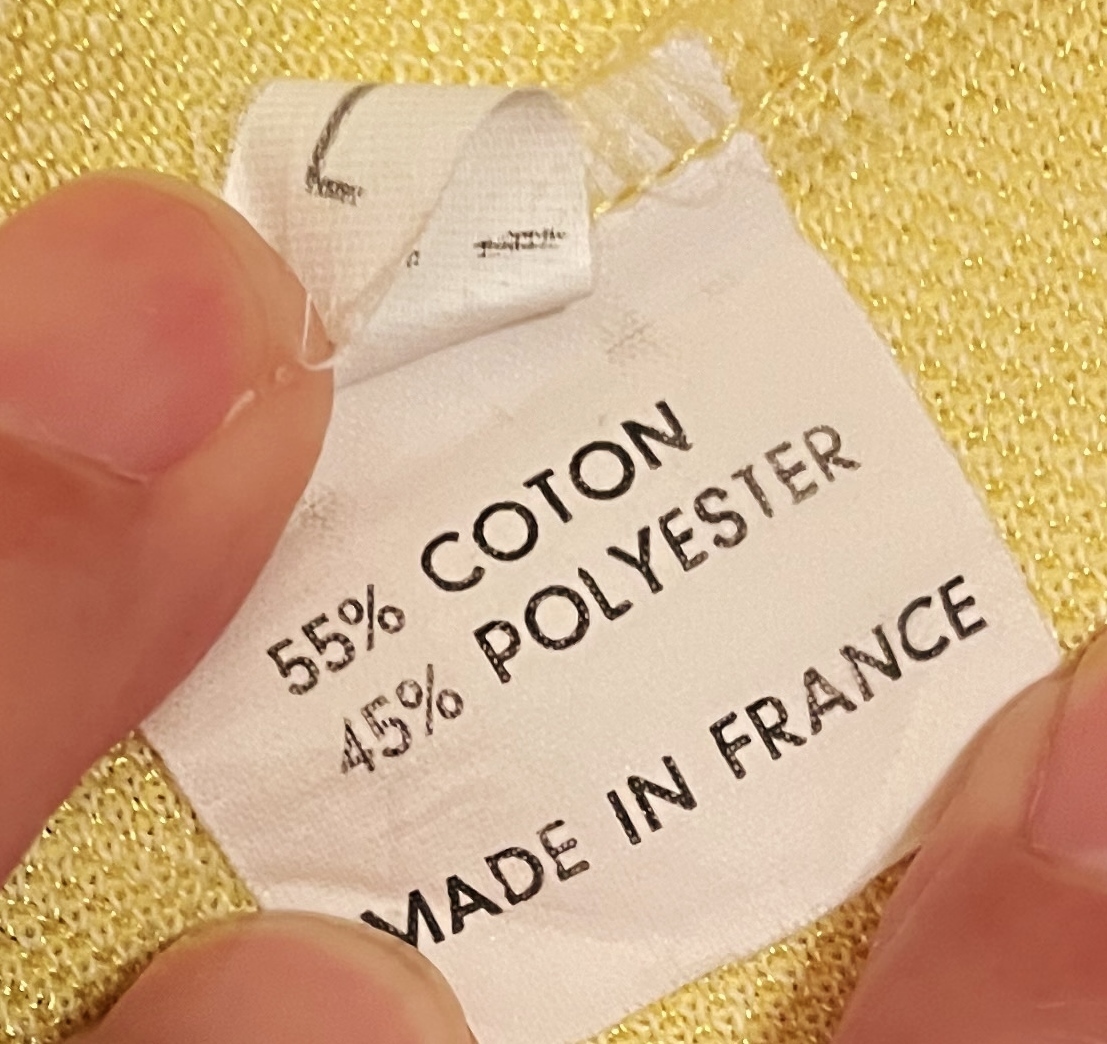 L
55% COTON
45% POLYESTER
MADE IN FRANCE